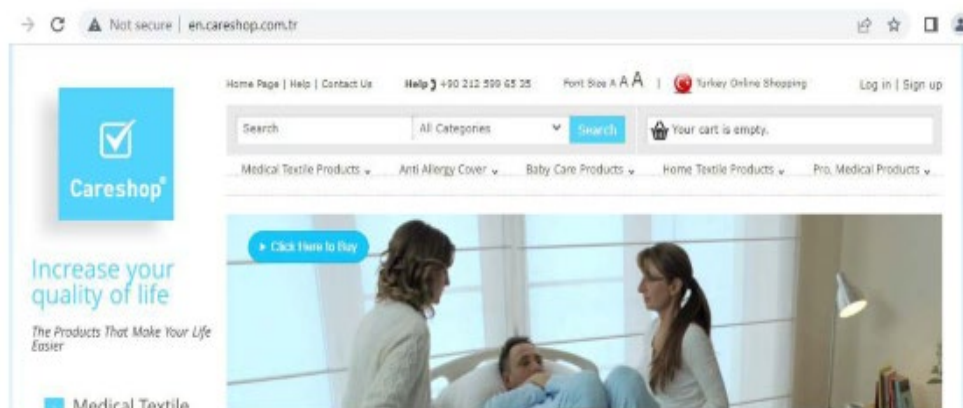 Not secure | en.careshop.com.tr
Home Page | Help | Contact Us Help +90 212 599 65 35 Font Size A A A | Turkey Online Shopping Log in | Sign up
Search All Categories Search Your cart is empty.
Medical Textile Products Anti Allergy Cover Baby Care Products Home Textile Products Pro. Medical Products
Careshop®
Click Here to Buy
Increase your
quality of life
The Products That Make Your Life
Easier
Medical Textile